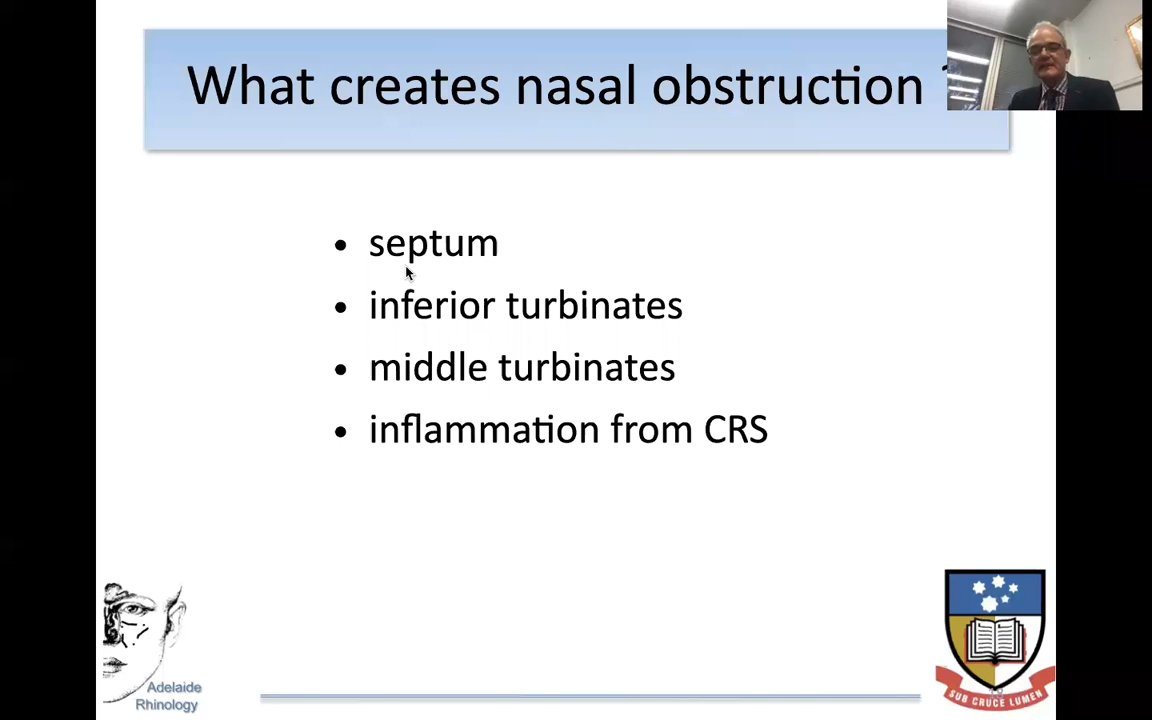 What creates nasal obstruction ?
• septum
• inferior turbinates
• middle turbinates
• inflammation from CRS
Adelaide
Rhinology
SUB CRUCE LUMEN